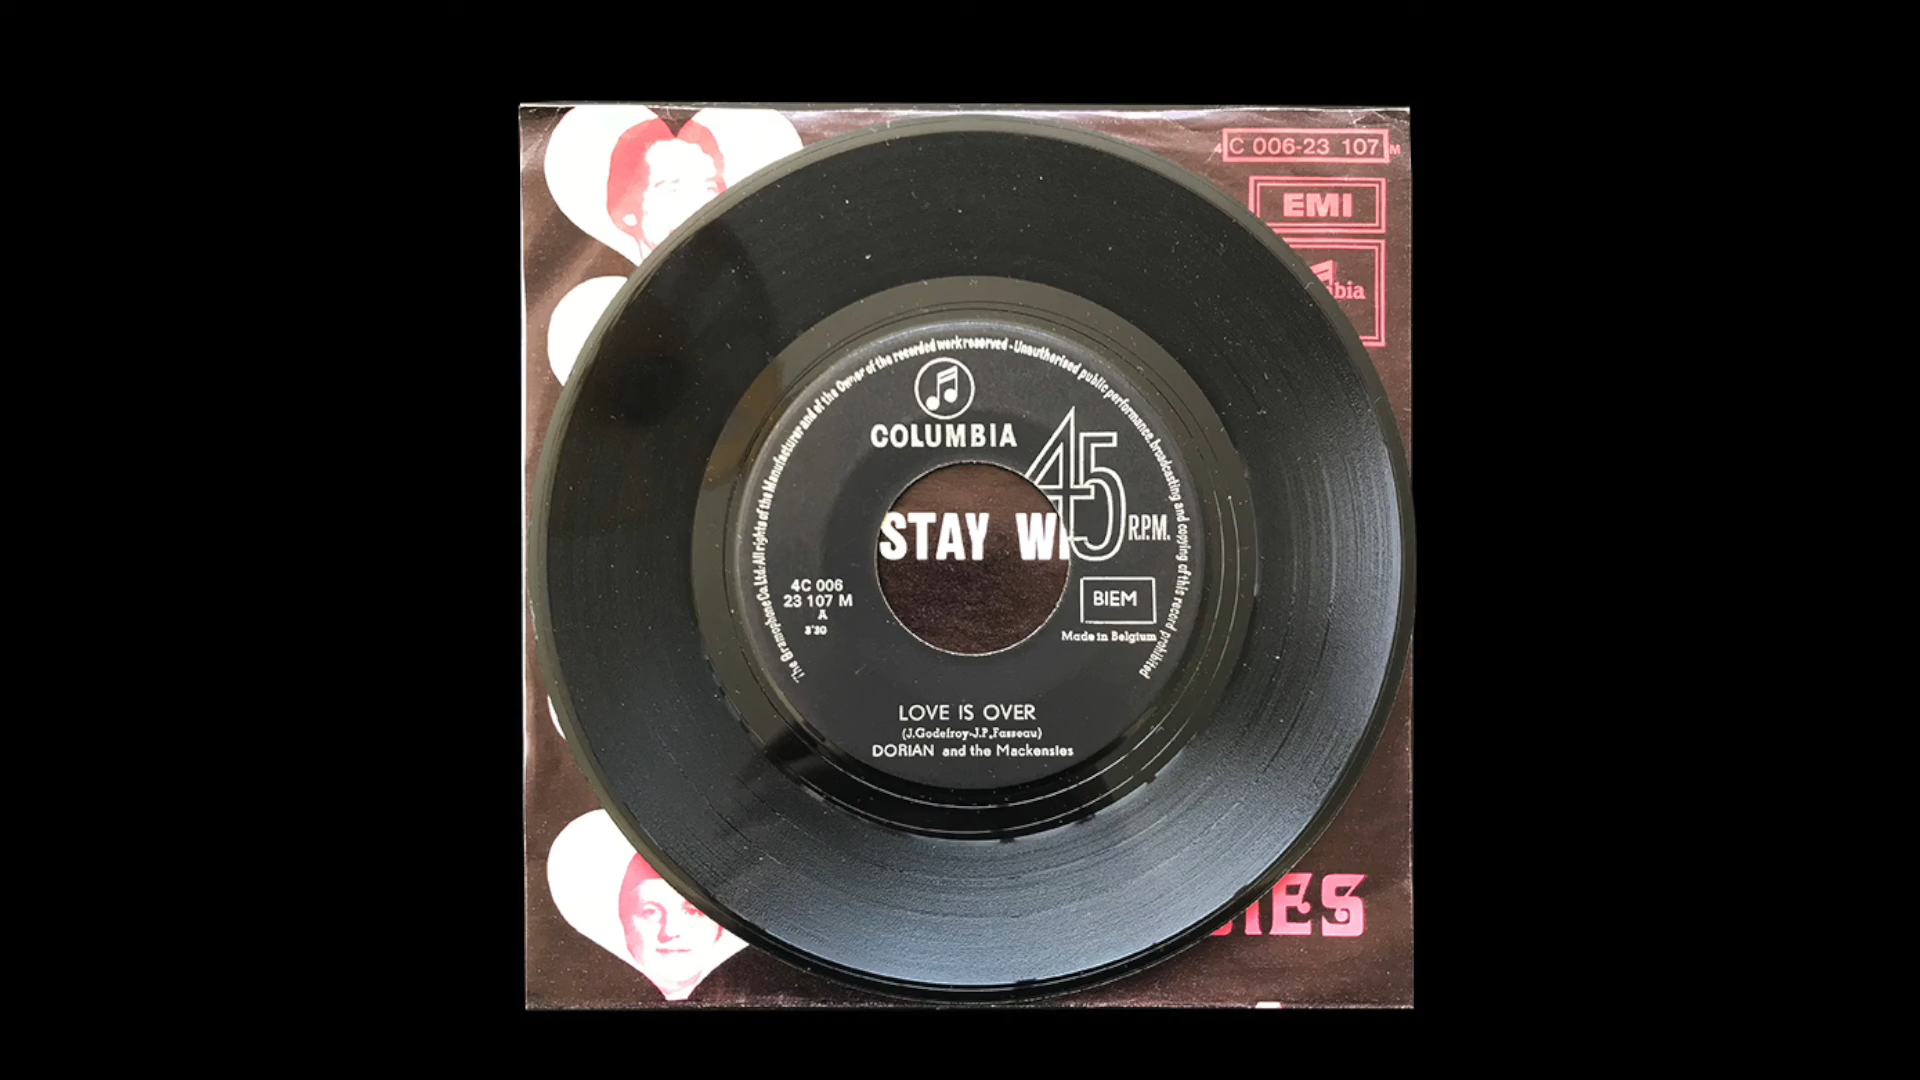 4C 006-23 107 M
EMI
bia
The Gramophone Co.Ltd·All rights of the Manufacturer and of the Owner of the recorded work reserved - Unauthorised public performance, broadcasting and copying of this record prohibited
COLUMBIA
45
R.P.M.
STAY WI
4C 006
23 107 M
A
3'30
BIEM
Made in Belgium
LOVE IS OVER
(J.Godefroy-J.P.Fasseau)
DORIAN and the Mackensies
IES